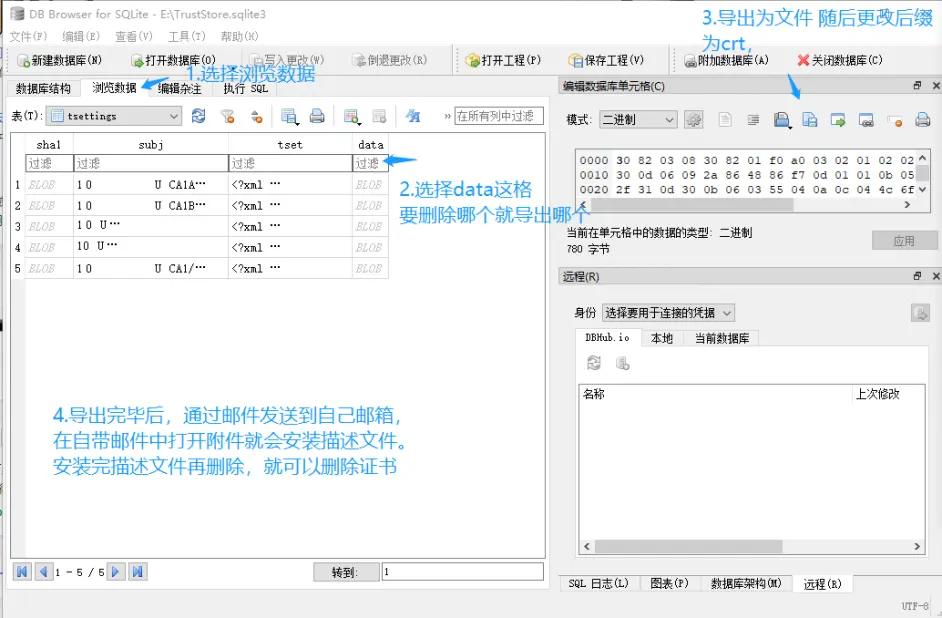 DB Browser for SQLite - E:\TrustStore.sqlite3
文件(F) 编辑(E) 查看(V) 工具(T) 帮助(H)
新建数据库(N) 打开数据库(O) 写入更改(W) 倒退更改(R) 打开工程(P) 保存工程(V) 附加数据库(A) 关闭数据库(C)
3.导出为文件 随后更改后缀
为crt,
1.选择浏览数据
数据库结构 浏览数据 编辑杂注 执行 SQL
表(T): tsettings » 在所有列中过滤
sha1 subj tset data
过滤 过滤 过滤 过滤
1 BLOB 1 0 U CA1A… <?xml … BLOB
2 BLOB 1 0 U CA1B… <?xml … BLOB
3 BLOB 1 0 U… <?xml … BLOB
4 BLOB 10 U… <?xml … BLOB
5 BLOB 1 0 U CA1/… <?xml … BLOB
2.选择data这格
要删除哪个就导出哪个
4.导出完毕后，通过邮件发送到自己邮箱，
在自带邮件中打开附件就会安装描述文件。
安装完描述文件再删除，就可以删除证书
1 - 5 / 5 转到: 1
编辑数据库单元格(C)
模式: 二进制
0000 30 82 03 08 30 82 01 f0 a0 03 02 01 02 02
0010 30 0d 06 09 2a 86 48 86 f7 0d 01 01 0b 05
0020 2f 31 0d 30 0b 06 03 55 04 0a 0c 04 4c 6f
当前在单元格中的数据的类型: 二进制
780 字节
应用
远程(R)
身份 选择要用于连接的凭据
DBHub.io 本地 当前数据库
名称 上次修改
SQL 日志(L) 图表(P) 数据库架构(M) 远程(R)
UTF-8